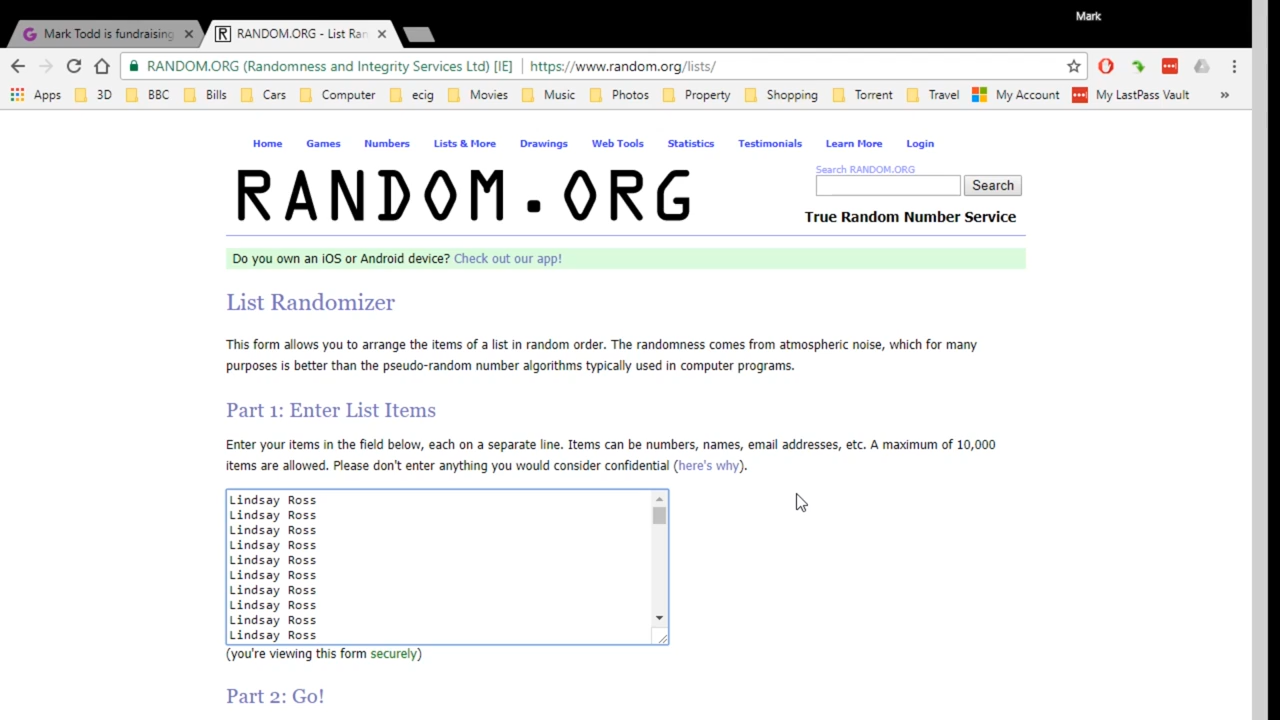 Mark
Mark Todd is fundraising
RANDOM.ORG - List Ran
RANDOM.ORG (Randomness and Integrity Services Ltd) [IE] | https://www.random.org/lists/
Apps 3D BBC Bills Cars Computer ecig Movies Music Photos Property Shopping Torrent Travel My Account My LastPass Vault »
Home Games Numbers Lists & More Drawings Web Tools Statistics Testimonials Learn More Login
RANDOM.ORG
Search RANDOM.ORG
Search
True Random Number Service
Do you own an iOS or Android device? Check out our app!
List Randomizer
This form allows you to arrange the items of a list in random order. The randomness comes from atmospheric noise, which for many
purposes is better than the pseudo-random number algorithms typically used in computer programs.
Part 1: Enter List Items
Enter your items in the field below, each on a separate line. Items can be numbers, names, email addresses, etc. A maximum of 10,000
items are allowed. Please don't enter anything you would consider confidential (here's why).
Lindsay Ross
Lindsay Ross
Lindsay Ross
Lindsay Ross
Lindsay Ross
Lindsay Ross
Lindsay Ross
Lindsay Ross
Lindsay Ross
Lindsay Ross
(you're viewing this form securely)
Part 2: Go!